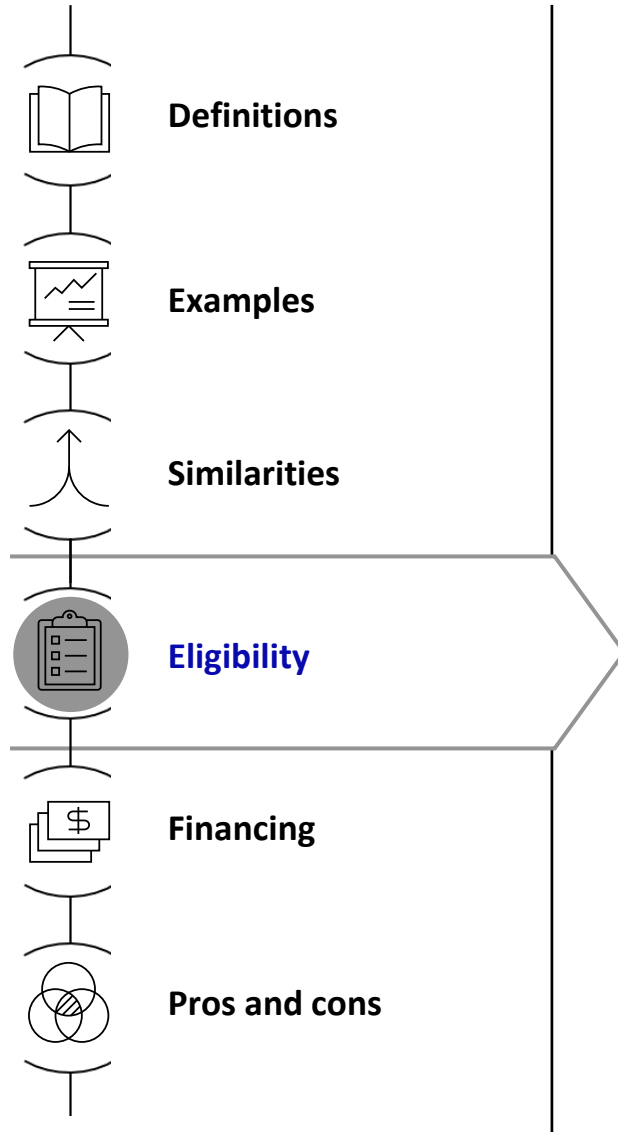 Definitions
Examples
Similarities
Eligibility
$
Financing
Pros and cons